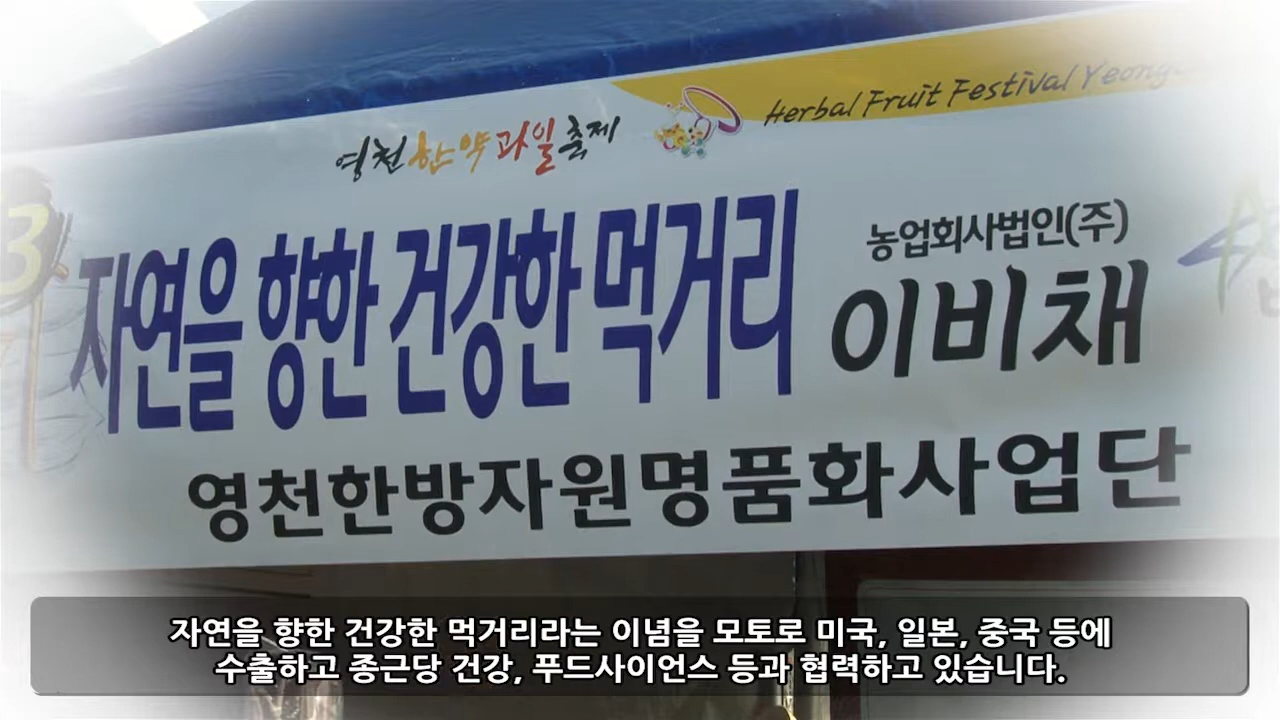 영천한약과일축제
Herbal Fruit Festival
자연을 향한 건강한 먹거리
농업회사법인(주)
이비채
영천한방자원명품화사업단
3
자연을 향한 건강한 먹거리라는 이념을 모토로 미국, 일본, 중국 등에
수출하고 종근당 건강, 푸드사이언스 등과 협력하고 있습니다.